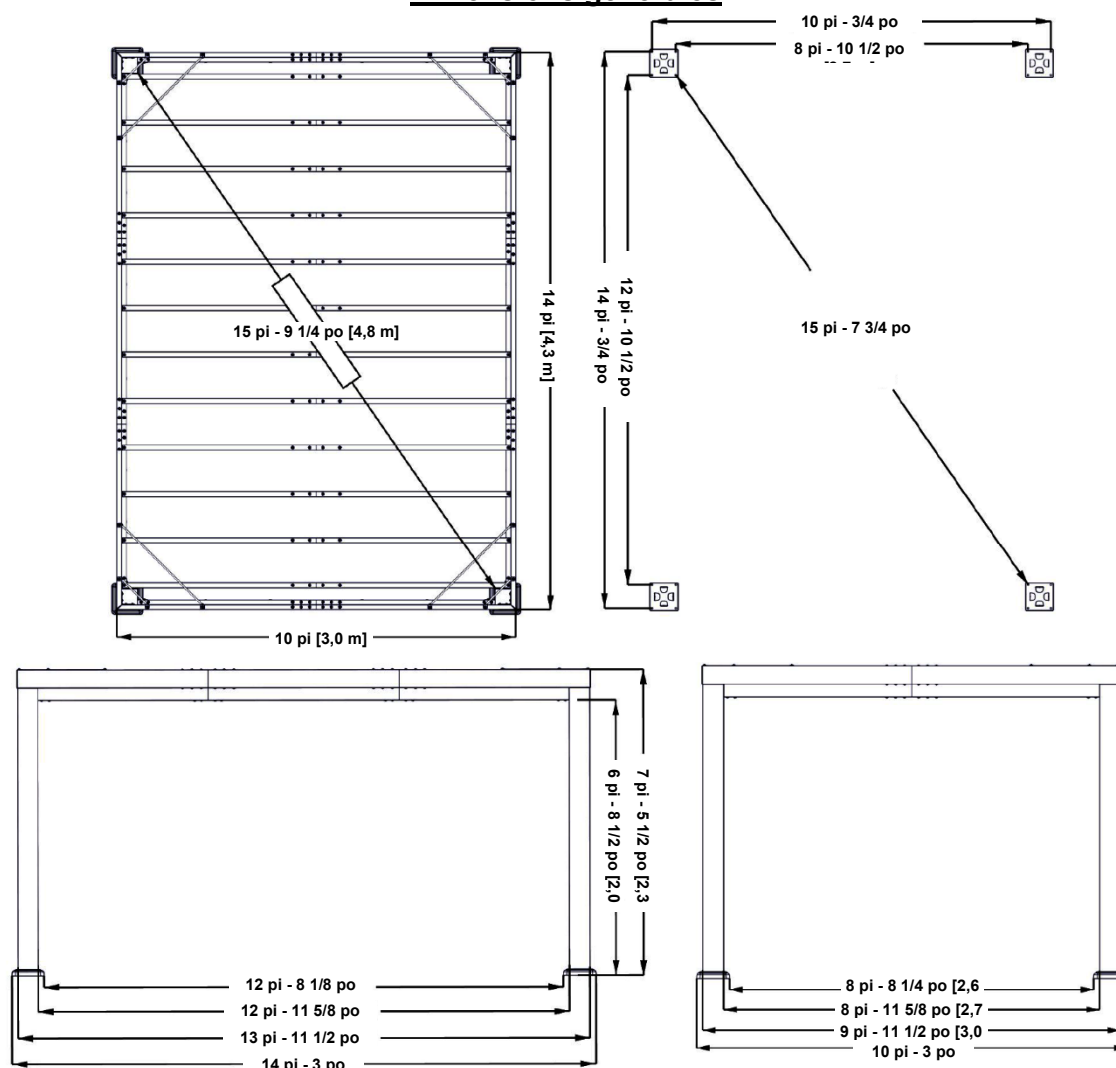 10 pi - 3/4 po
8 pi - 10 1/2 po
15 pi - 9 1/4 po [4,8 m]
14 pi [4,3 m]
14 pi - 3/4 po
12 pi - 10 1/2 po
15 pi - 7 3/4 po
10 pi [3,0 m]
6 pi - 8 1/2 po [2,0
7 pi - 5 1/2 po [2,3
12 pi - 8 1/8 po
12 pi - 11 5/8 po
13 pi - 11 1/2 po
14 pi - 3 po
8 pi - 8 1/4 po [2,6
8 pi - 11 5/8 po [2,7
9 pi - 11 1/2 po [3,0
10 pi - 3 po